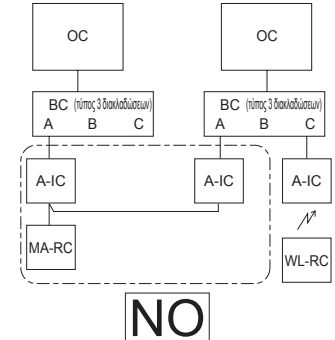 OC OC
BC (τύπος 3 διακλαδώσεων) BC (τύπος 3 διακλαδώσεων)
A B C A B C
A-IC A-IC A-IC
MA-RC WL-RC
NO